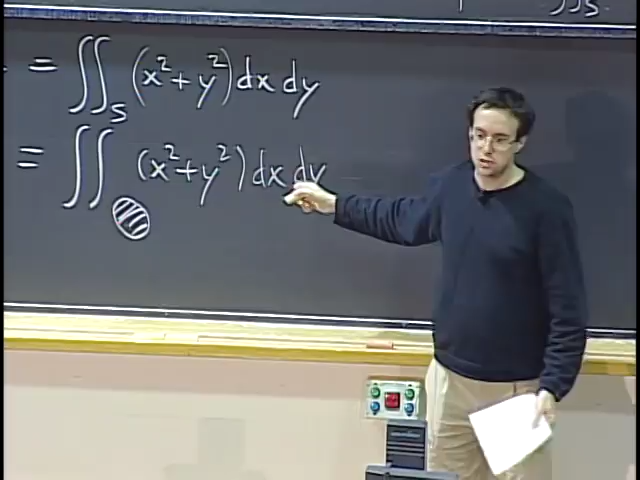 = ∬_S (x² + y²) dx dy
= ∬ (x² + y²) dx dy